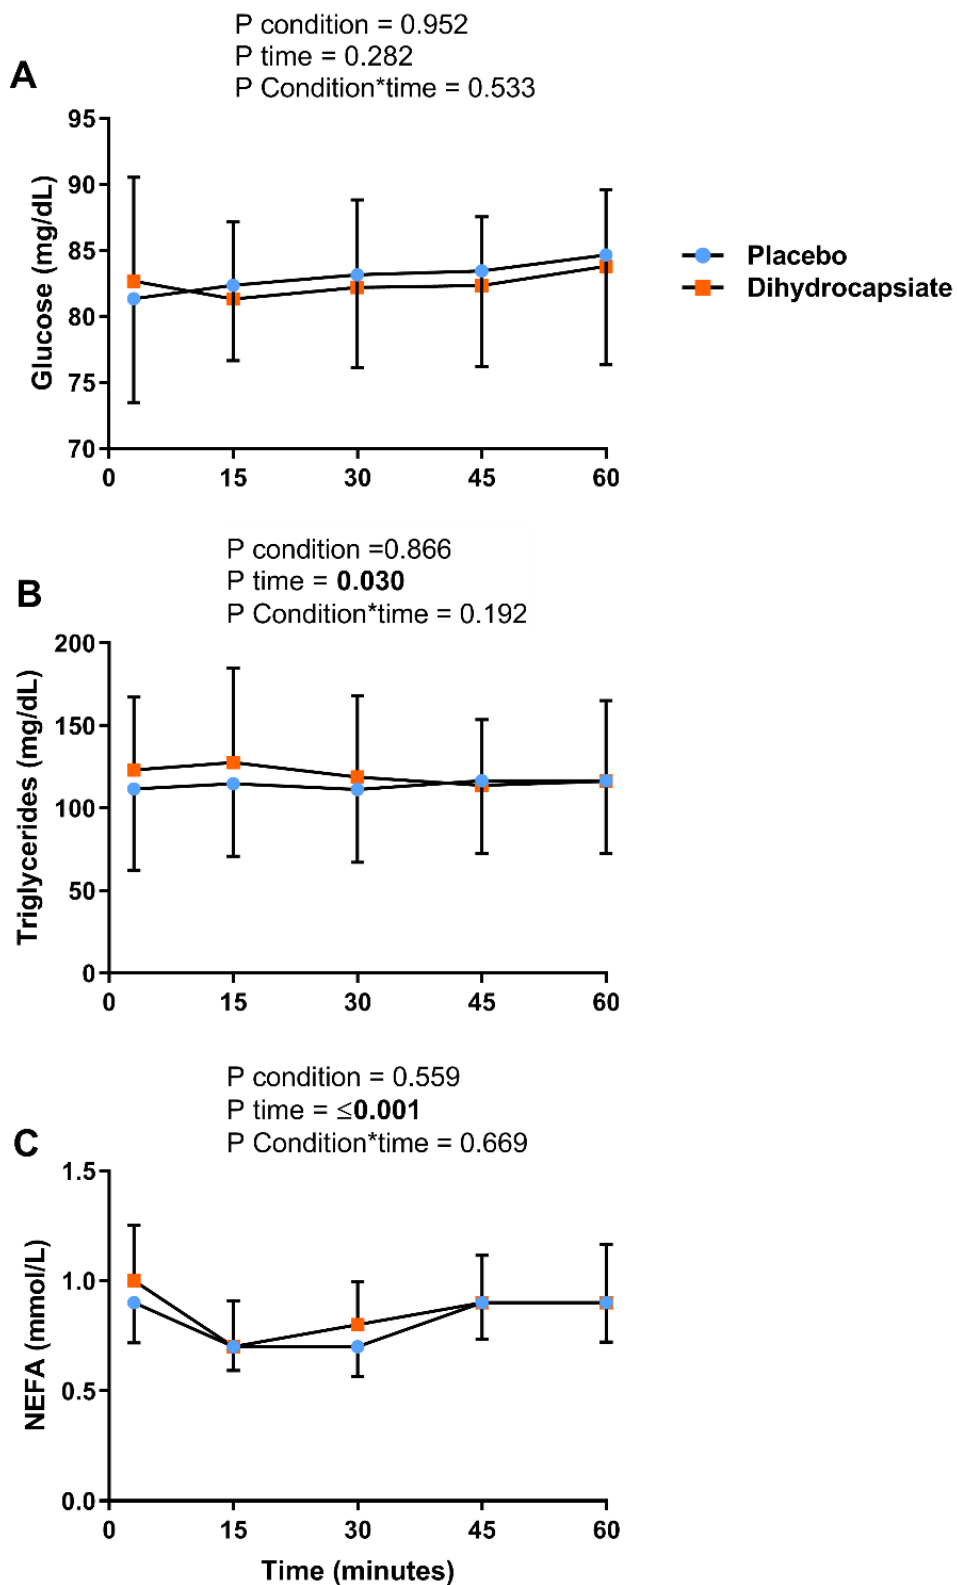 P condition = 0.952
P time = 0.282
P Condition*time = 0.533
A
95
90
85
80
75
70
Glucose (mg/dL)
0 15 30 45 60
Placebo
Dihydrocapsiate
P condition =0.866
P time = 0.030
P Condition*time = 0.192
B
200
150
100
50
0
Triglycerides (mg/dL)
0 15 30 45 60
P condition = 0.559
P time = ≤0.001
P Condition*time = 0.669
C
1.5
1.0
0.5
0.0
NEFA (mmol/L)
0 15 30 45 60
Time (minutes)